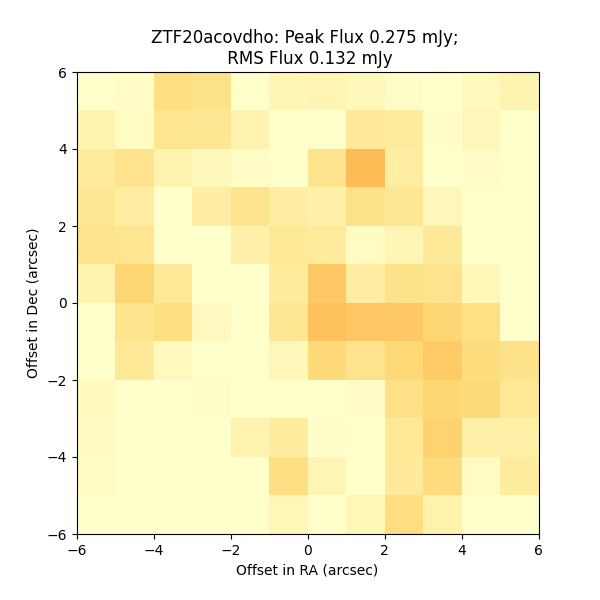 ZTF20acovdho: Peak Flux 0.275 mJy;
RMS Flux 0.132 mJy
6
4
2
0
−2
−4
−6
Offset in Dec (arcsec)
−6 −4 −2 0 2 4 6
Offset in RA (arcsec)